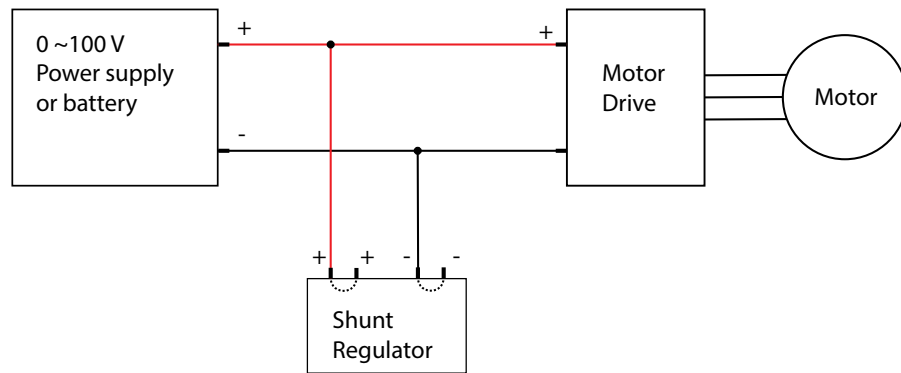 0 ~100 V
Power supply
or battery
+
-
+
Motor
Drive
Motor
+ + - -
Shunt
Regulator